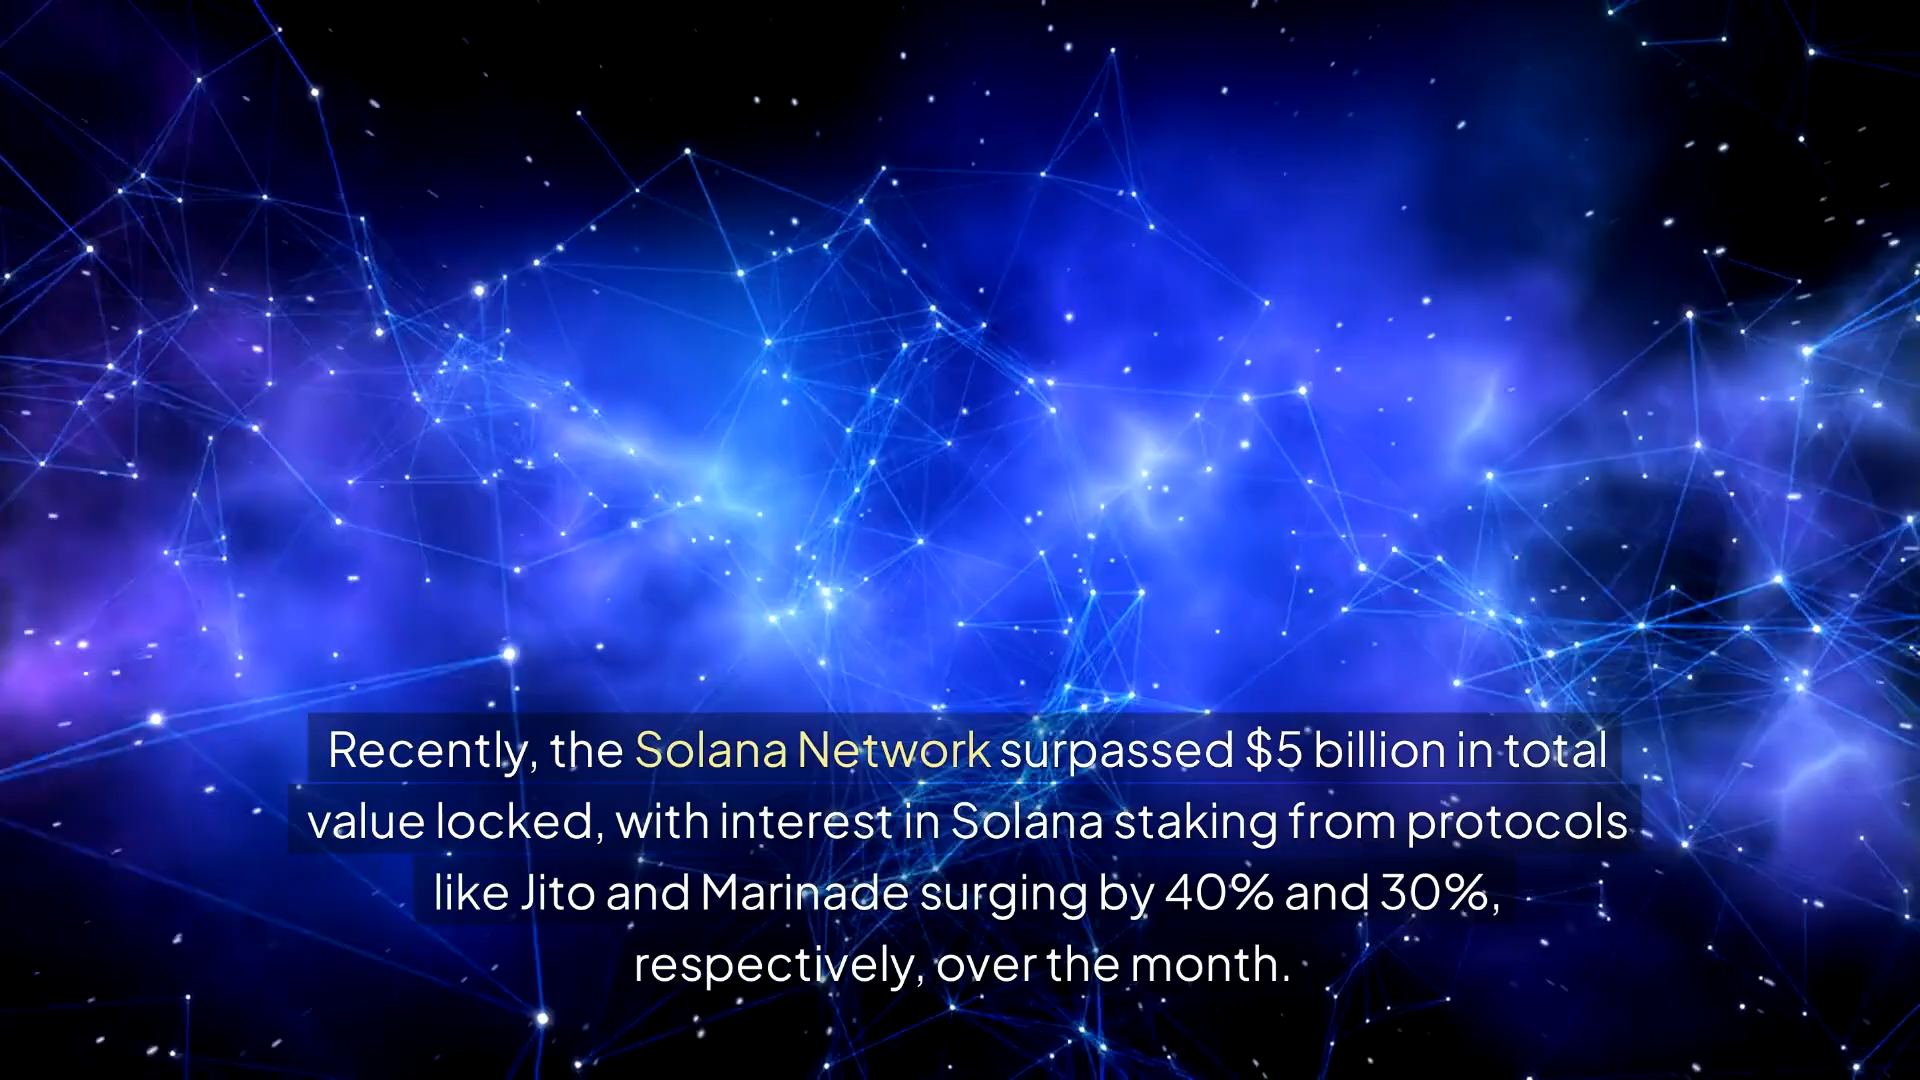 Recently, the Solana Network surpassed $5 billion in total
value locked, with interest in Solana staking from protocols
like Jito and Marinade surging by 40% and 30%,
respectively, over the month.